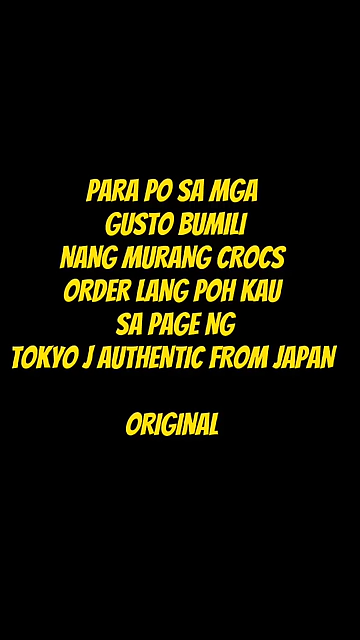 PARA PO SA MGA
GUSTO BUMILI
NANG MURANG CROCS
ORDER LANG POH KAU
SA PAGE NG
TOKYO J AUTHENTIC FROM JAPAN
ORIGINAL